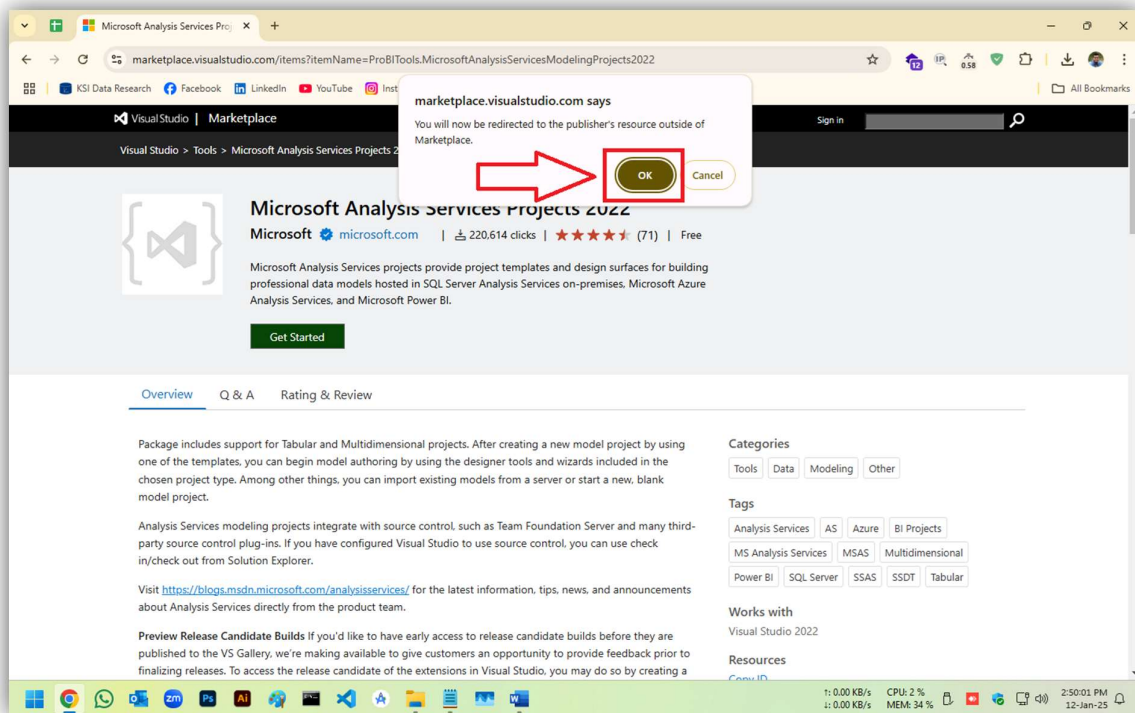 Microsoft Analysis Services Proj
marketplace.visualstudio.com/items?itemName=ProBITools.MicrosoftAnalysisServicesModelingProjects2022
12
IP
0.58
KSI Data Research Facebook LinkedIn YouTube Inst
All Bookmarks
marketplace.visualstudio.com says
You will now be redirected to the publisher's resource outside of
Marketplace.
OK Cancel
Visual Studio | Marketplace
Sign in
Visual Studio > Tools > Microsoft Analysis Services Projects 2
Microsoft Analysis Services Projects 2022
Microsoft microsoft.com | 220,614 clicks | (71) | Free
Microsoft Analysis Services projects provide project templates and design surfaces for building
professional data models hosted in SQL Server Analysis Services on-premises, Microsoft Azure
Analysis Services, and Microsoft Power BI.
Get Started
Overview Q & A Rating & Review
Package includes support for Tabular and Multidimensional projects. After creating a new model project by using
one of the templates, you can begin model authoring by using the designer tools and wizards included in the
chosen project type. Among other things, you can import existing models from a server or start a new, blank
model project.
Analysis Services modeling projects integrate with source control, such as Team Foundation Server and many third-
party source control plug-ins. If you have configured Visual Studio to use source control, you can use check
in/check out from Solution Explorer.
Visit https://blogs.msdn.microsoft.com/analysisservices/ for the latest information, tips, news, and announcements
about Analysis Services directly from the product team.
Preview Release Candidate Builds If you'd like to have early access to release candidate builds before they are
published to the VS Gallery, we're making available to give customers an opportunity to provide feedback prior to
finalizing releases. To access the release candidate of the extensions in Visual Studio, you may do so by creating a
Categories
Tools Data Modeling Other
Tags
Analysis Services AS Azure BI Projects
MS Analysis Services MSAS Multidimensional
Power BI SQL Server SSAS SSDT Tabular
Works with
Visual Studio 2022
Resources
Copy ID
zm Ps Ai
↑: 0.00 KB/s CPU: 2 %
↓: 0.00 KB/s MEM: 34 %
2:50:01 PM
12-Jan-25